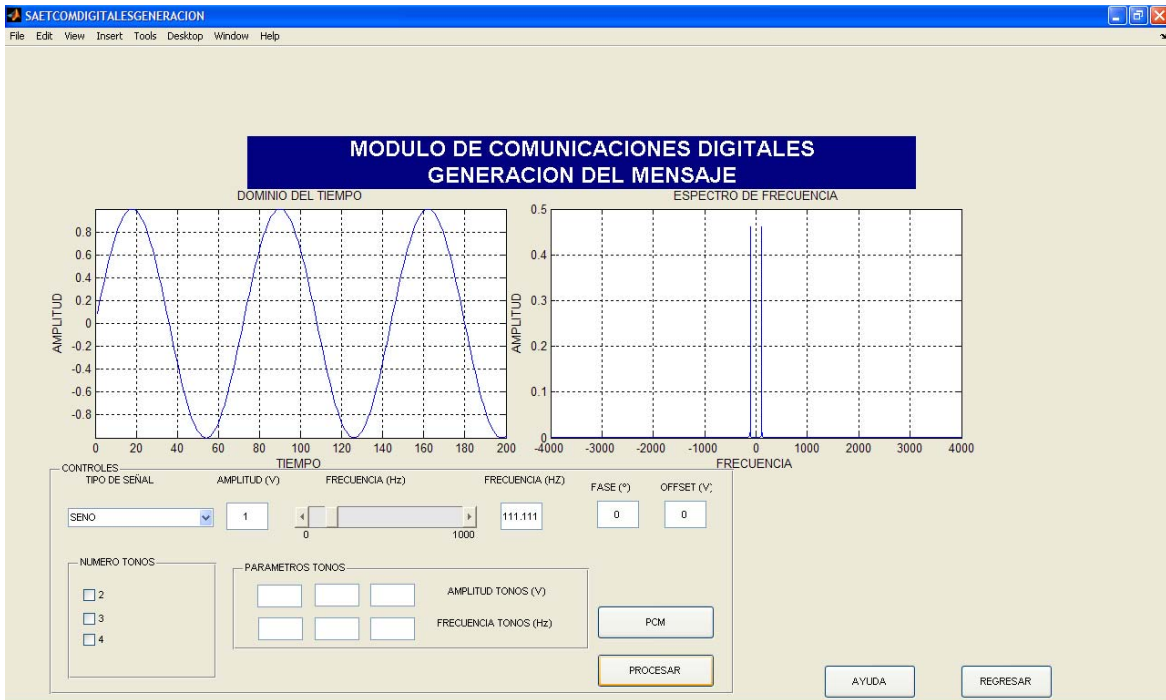 SAETCOMDIGITALESGENERACION
File Edit View Insert Tools Desktop Window Help
MODULO DE COMUNICACIONES DIGITALES
GENERACION DEL MENSAJE
DOMINIO DEL TIEMPO
AMPLITUD
0.8
0.6
0.4
0.2
0
-0.2
-0.4
-0.6
-0.8
0 20 40 60 80 100 120 140 160 180 200
TIEMPO
ESPECTRO DE FRECUENCIA
AMPLITUD
0.5
0.4
0.3
0.2
0.1
0
-4000 -3000 -2000 -1000 0 1000 2000 3000 4000
FRECUENCIA
CONTROLES
TIPO DE SEÑAL AMPLITUD (V) FRECUENCIA (Hz) FRECUENCIA (HZ) FASE (º) OFFSET (V)
SENO 1 111.111 0 0
0 1000
NUMERO TONOS
2
3
4
PARAMETROS TONOS
AMPLITUD TONOS (V)
FRECUENCIA TONOS (Hz)
PCM
PROCESAR
AYUDA
REGRESAR